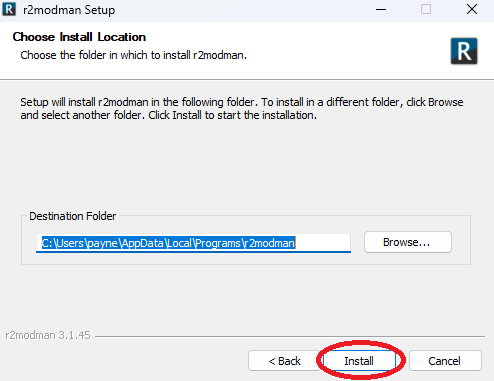 r2modman Setup
Choose Install Location
Choose the folder in which to install r2modman.
R
Setup will install r2modman in the following folder. To install in a different folder, click Browse
and select another folder. Click Install to start the installation.
Destination Folder
C:\Users\payne\AppData\Local\Programs\r2modman
Browse...
r2modman 3.1.45
< Back
Install
Cancel